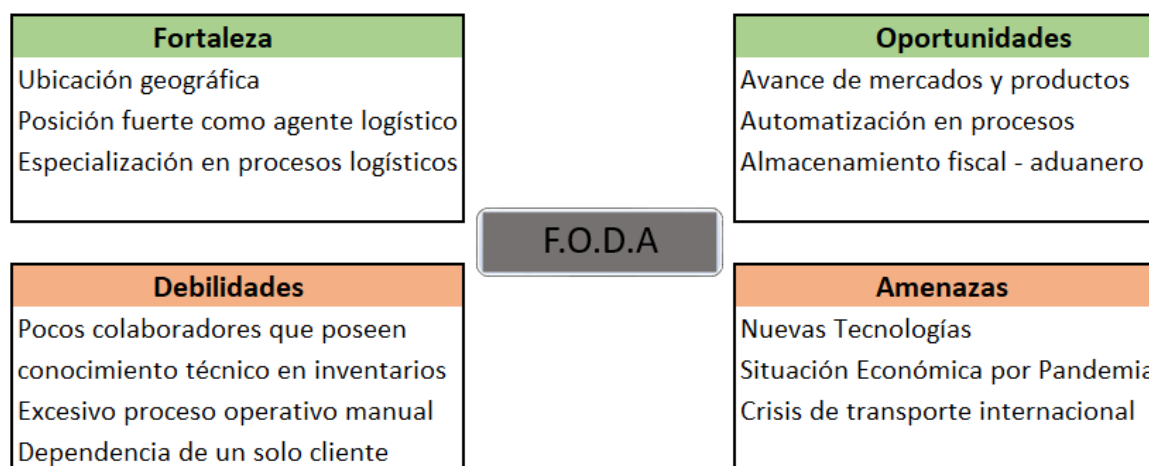 Fortaleza
Ubicación geográfica
Posición fuerte como agente logístico
Especialización en procesos logísticos
Oportunidades
Avance de mercados y productos
Automatización en procesos
Almacenamiento fiscal - aduanero
F.O.D.A
Debilidades
Pocos colaboradores que poseen
conocimiento técnico en inventarios
Excesivo proceso operativo manual
Dependencia de un solo cliente
Amenazas
Nuevas Tecnologías
Situación Económica por Pandemia
Crisis de transporte internacional